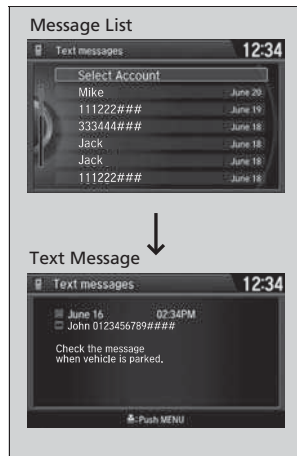 Message List
Text messages 12:34
Select Account
Mike June 20
111222### June 19
333444### June 18
Jack June 18
Jack June 18
111222### June 18
Text Message
Text messages 12:34
June 16 02:34PM
John 0123456789####
Check the message
when vehicle is parked.
:Push MENU